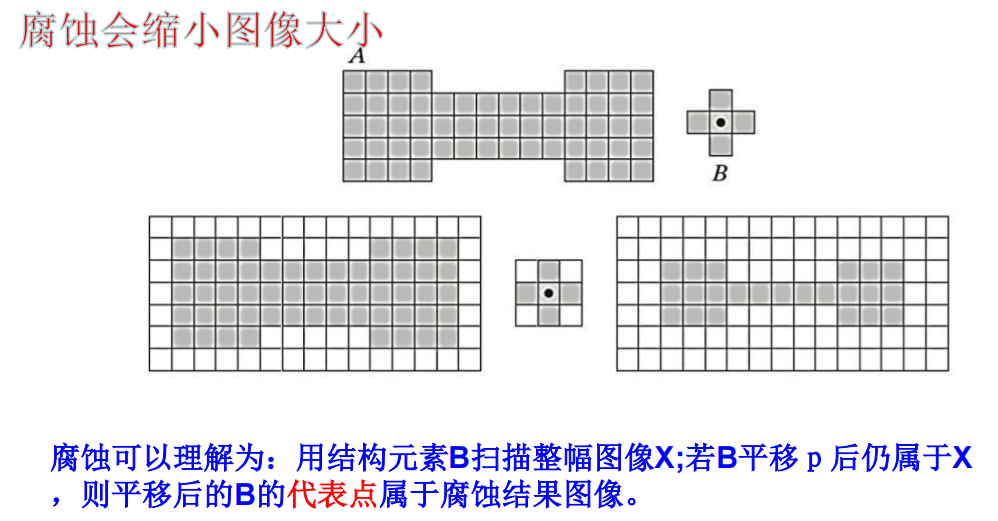 腐蚀会缩小图像大小
A
B
腐蚀可以理解为：用结构元素B扫描整幅图像X;若B平移 p 后仍属于X
，则平移后的B的代表点属于腐蚀结果图像。